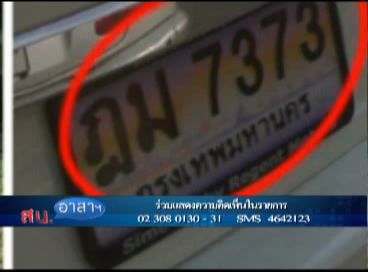 ฎม 7373
กรุงเทพมหานคร
สน. อาสาฯ
ร่วมแสดงความคิดเห็นในรายการ
02 308 0130 - 31 SMS 4642123